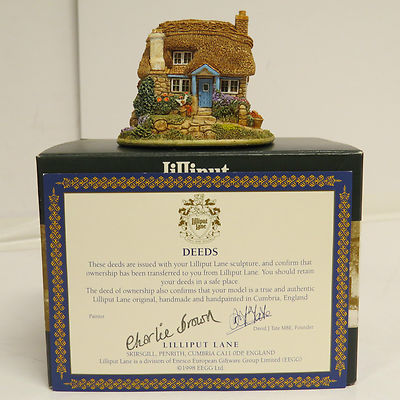 Lilliput
Lilliput
Lane
DEEDS
These deeds are issued with your Lilliput Lane sculpture, and confirm that
ownership has been transferred to you from Lilliput Lane. You should retain
your deeds in a safe place.
The deed of ownership also confirms that your model is a true and authentic
Lilliput Lane original, handmade and handpainted in Cumbria, England
Painter
Charlie Brown
David J Tate MBE, Founder
LILLIPUT LANE
SKIRSGILL, PENRITH, CUMBRIA CA11 0DP ENGLAND
Lilliput Lane is a division of Enesco European Giftware Group Limited (EEGG)
©1998 EEGG Ltd.